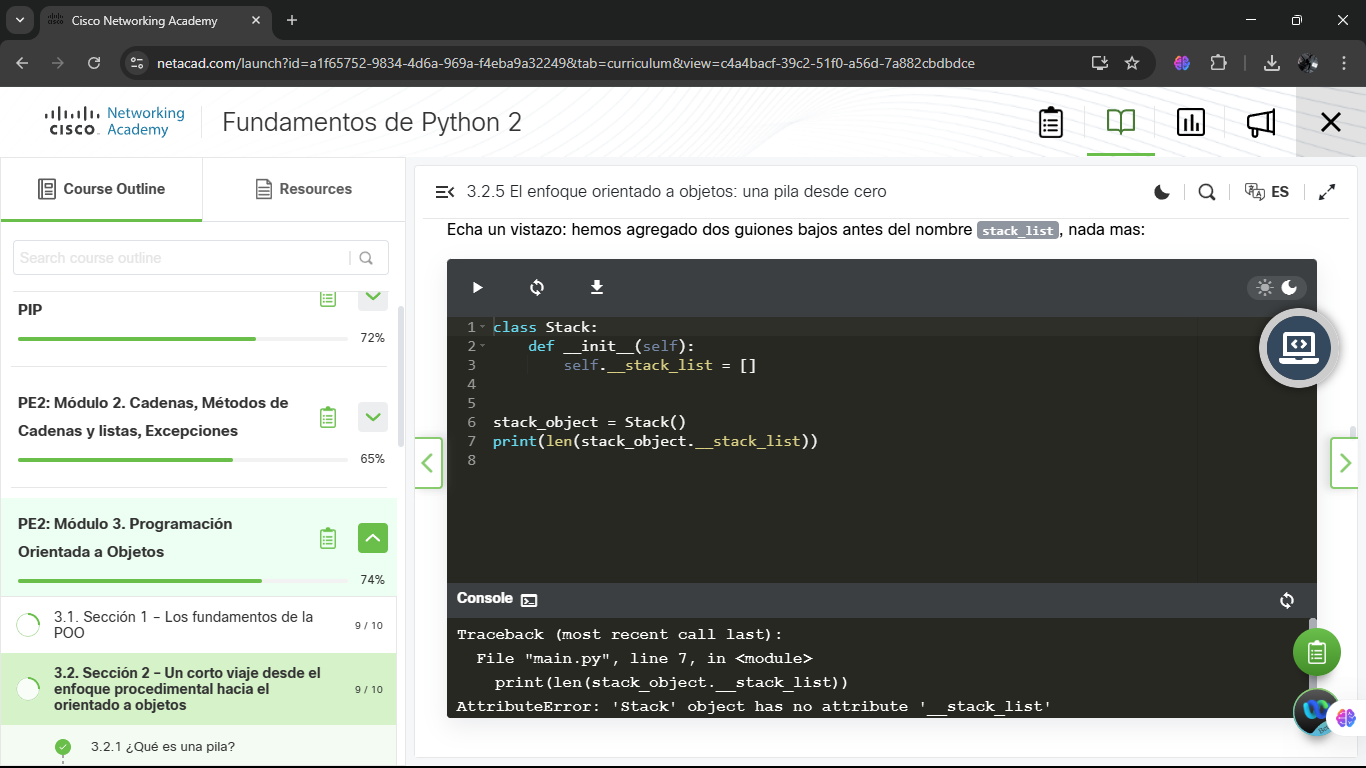 Cisco Networking Academy
netacad.com/launch?id=a1f65752-9834-4d6a-969a-f4eba9a32249&tab=curriculum&view=c4a4bacf-39c2-51f0-a56d-7a882cbdbdce
cisco Networking Academy
Fundamentos de Python 2
Course Outline
Resources
Search course outline
PIP
72%
PE2: Módulo 2. Cadenas, Métodos de
Cadenas y listas, Excepciones
65%
PE2: Módulo 3. Programación
Orientada a Objetos
74%
3.1. Sección 1 – Los fundamentos de la
POO
9 / 10
3.2. Sección 2 – Un corto viaje desde el
enfoque procedimental hacia el
orientado a objetos
9 / 10
3.2.1 ¿Qué es una pila?
3.2.5 El enfoque orientado a objetos: una pila desde cero
ES
Echa un vistazo: hemos agregado dos guiones bajos antes del nombre stack_list, nada mas:
1 class Stack:
2     def __init__(self):
3         self.__stack_list = []
4
5
6 stack_object = Stack()
7 print(len(stack_object.__stack_list))
8
Console
Traceback (most recent call last):
  File "main.py", line 7, in <module>
    print(len(stack_object.__stack_list))
AttributeError: 'Stack' object has no attribute '__stack_list'